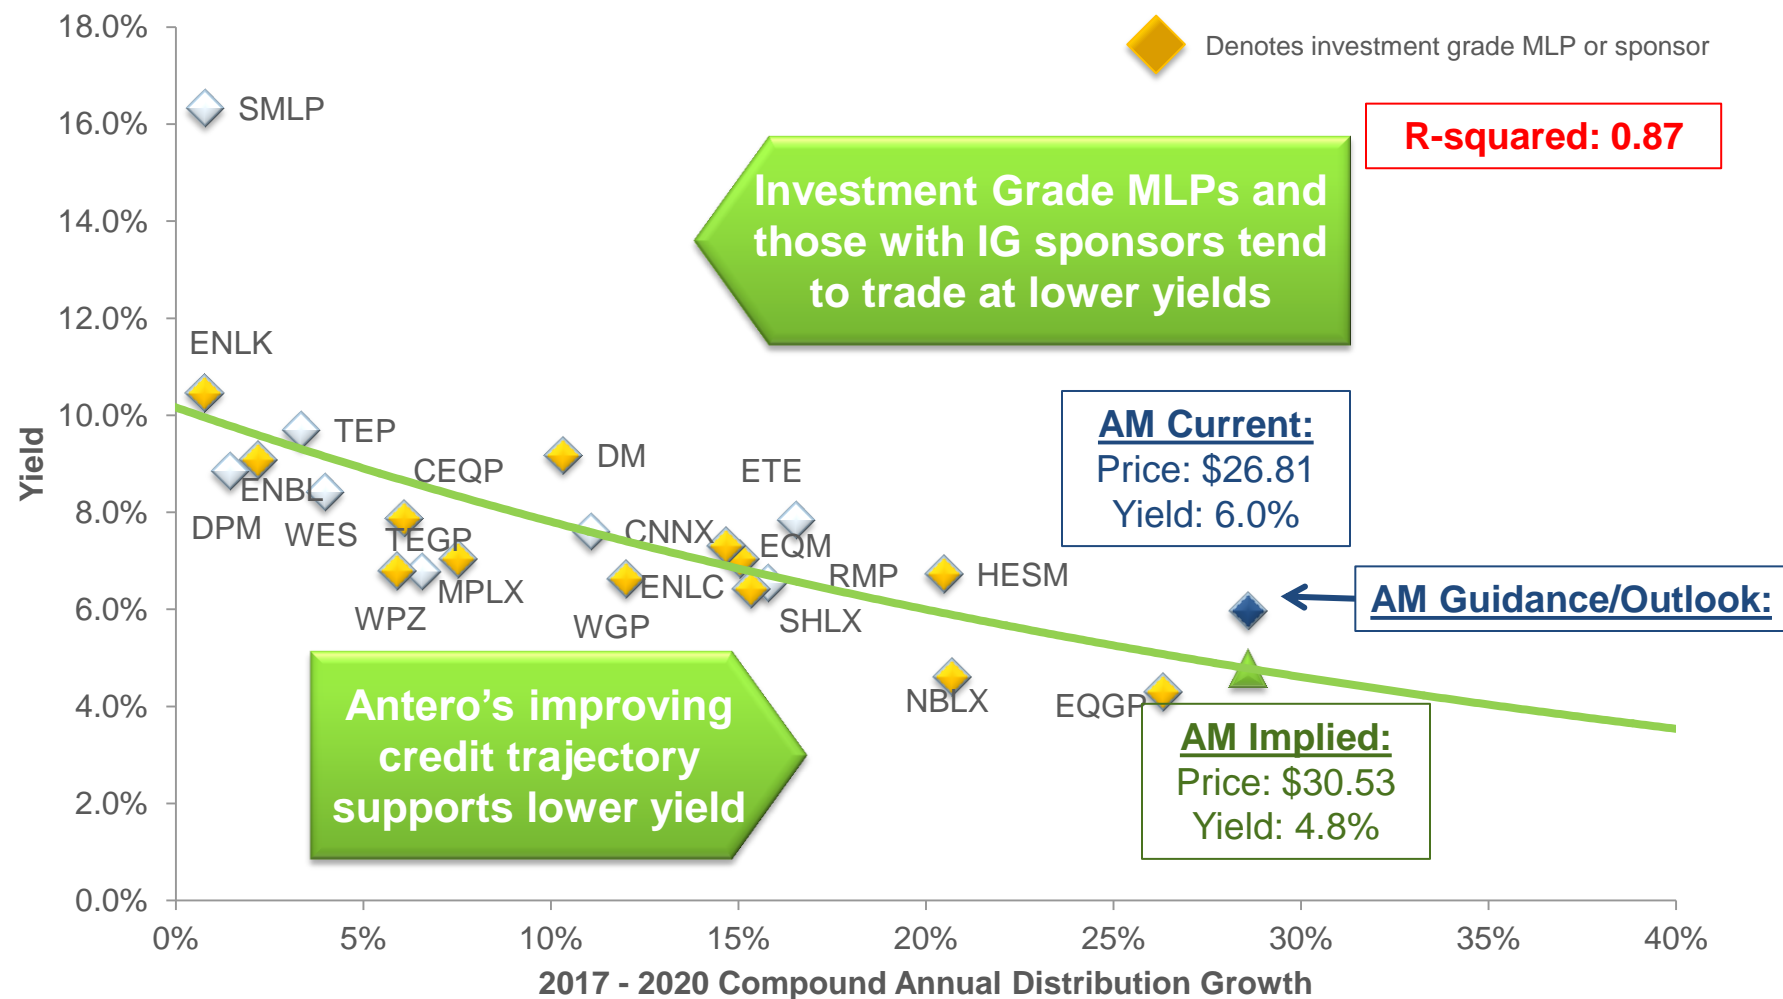 18.0%
16.0%
14.0%
12.0%
10.0%
8.0%
6.0%
4.0%
2.0%
0.0%
Yield
Denotes investment grade MLP or sponsor
R-squared: 0.87
Investment Grade MLPs and
those with IG sponsors tend
to trade at lower yields
SMLP
ENLK
TEP
CEQP
DM
ETE
ENBL
DPM
WES
TEGP
CNNX
EQM
MPLX
ENLC
RMP
HESM
WPZ
WGP
SHLX
NBLX
EQGP
AM Current:
Price: $26.81
Yield: 6.0%
AM Guidance/Outlook:
Antero’s improving
credit trajectory
supports lower yield
AM Implied:
Price: $30.53
Yield: 4.8%
0%
5%
10%
15%
20%
25%
30%
35%
40%
2017 - 2020 Compound Annual Distribution Growth